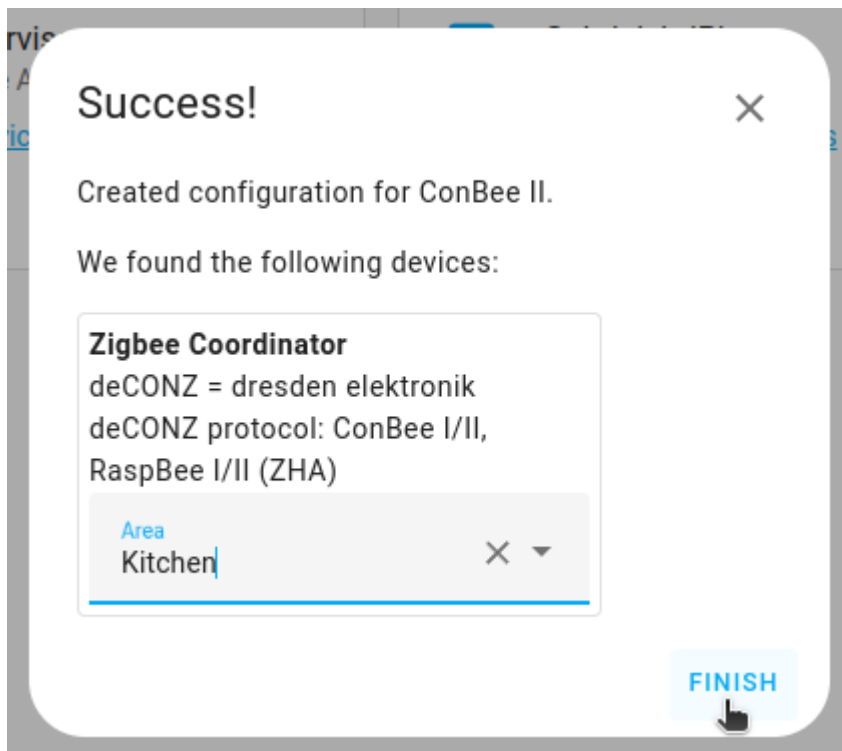 Success!
Created configuration for ConBee II.
We found the following devices:
Zigbee Coordinator
deCONZ = dresden elektronik
deCONZ protocol: ConBee I/II,
RaspBee I/II (ZHA)
Area
Kitchen
FINISH